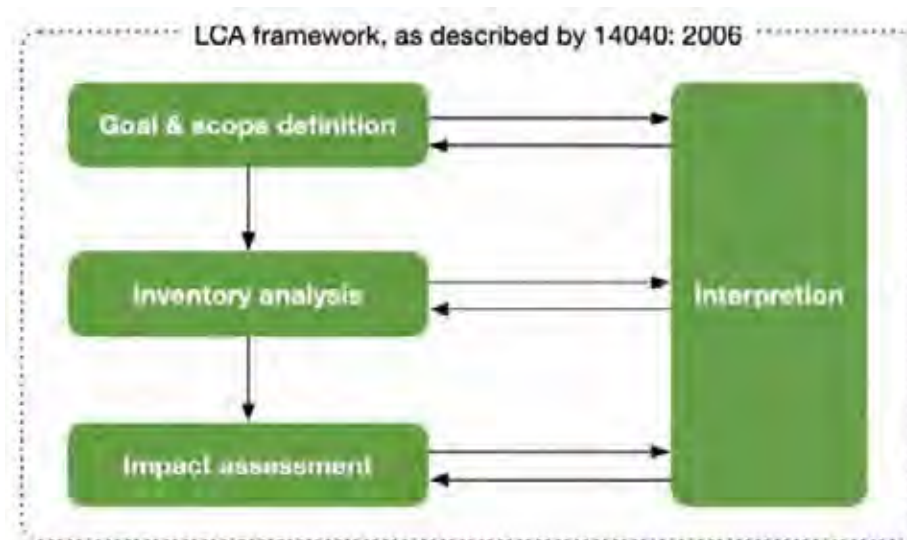 LCA framework, as described by 14040: 2006
Goal & scope definition
Inventory analysis
Interpretion
Impact assessment